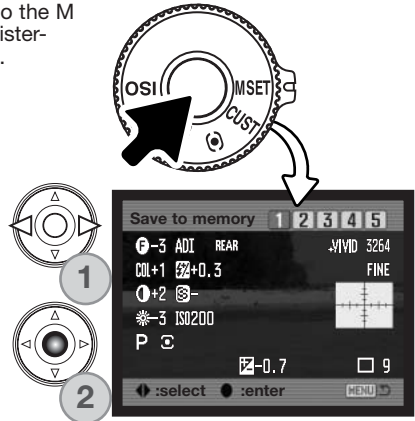 o the M
ister-
.
OSI MSET
CUST
Save to memory 1 2 3 4 5
F-3 ADI REAR +VIVID 3264
COL+1 +0.3 FINE
+2 S-
-3 ISO200
P
-0.7 9
:select :enter MENU
1
2